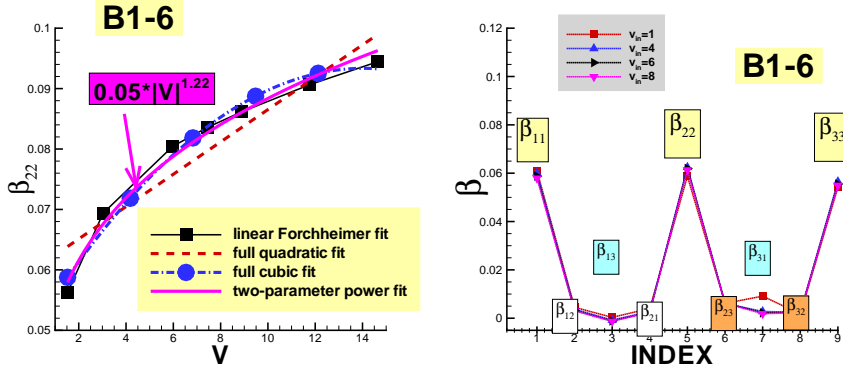 B1-6
0.1
0.09
0.08
0.07
0.06
0.05
β22
0.05*|V|^1.22
linear Forchheimer fit
full quadratic fit
full cubic fit
two-parameter power fit
2 4 6 8 10 12 14
V
B1-6
0.12
0.1
0.08
0.06
0.04
0.02
0
β
vin=1
vin=4
vin=6
vin=8
β11
β22
β33
β13
β31
β12
β21
β23
β32
1 2 3 4 5 6 7 8 9
INDEX